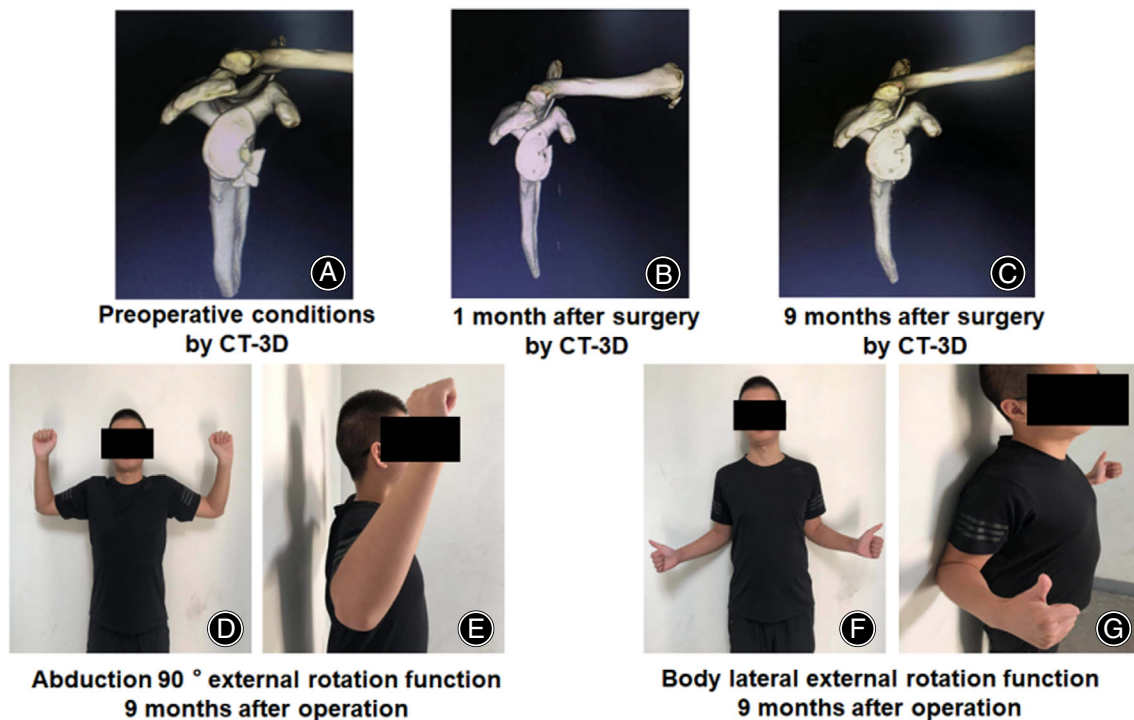 A
B
C
Preoperative conditions
by CT-3D
1 month after surgery
by CT-3D
9 months after surgery
by CT-3D
D
E
F
G
Abduction 90 ° external rotation function
9 months after operation
Body lateral external rotation function
9 months after operation